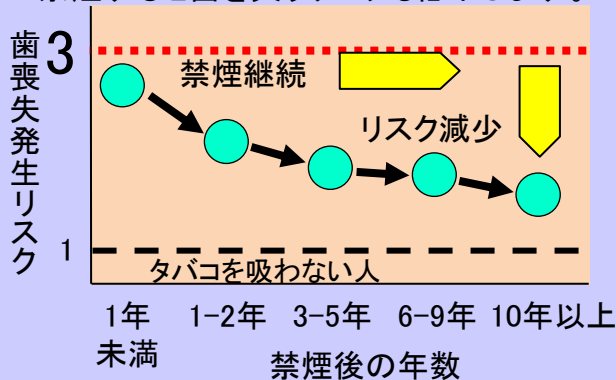 歯喪失発生リスク
3
禁煙継続
リスク減少
1
タバコを吸わない人
1年未満
1-2年
3-5年
6-9年
10年以上
禁煙後の年数